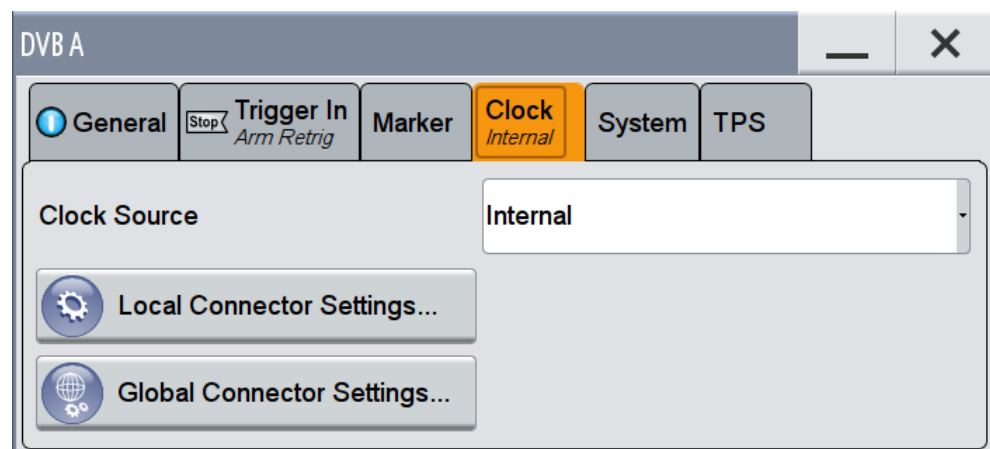 DVB A
General
Stop
Trigger In
Arm Retrig
Marker
Clock
Internal
System
TPS
Clock Source
Internal
Local Connector Settings...
Global Connector Settings...